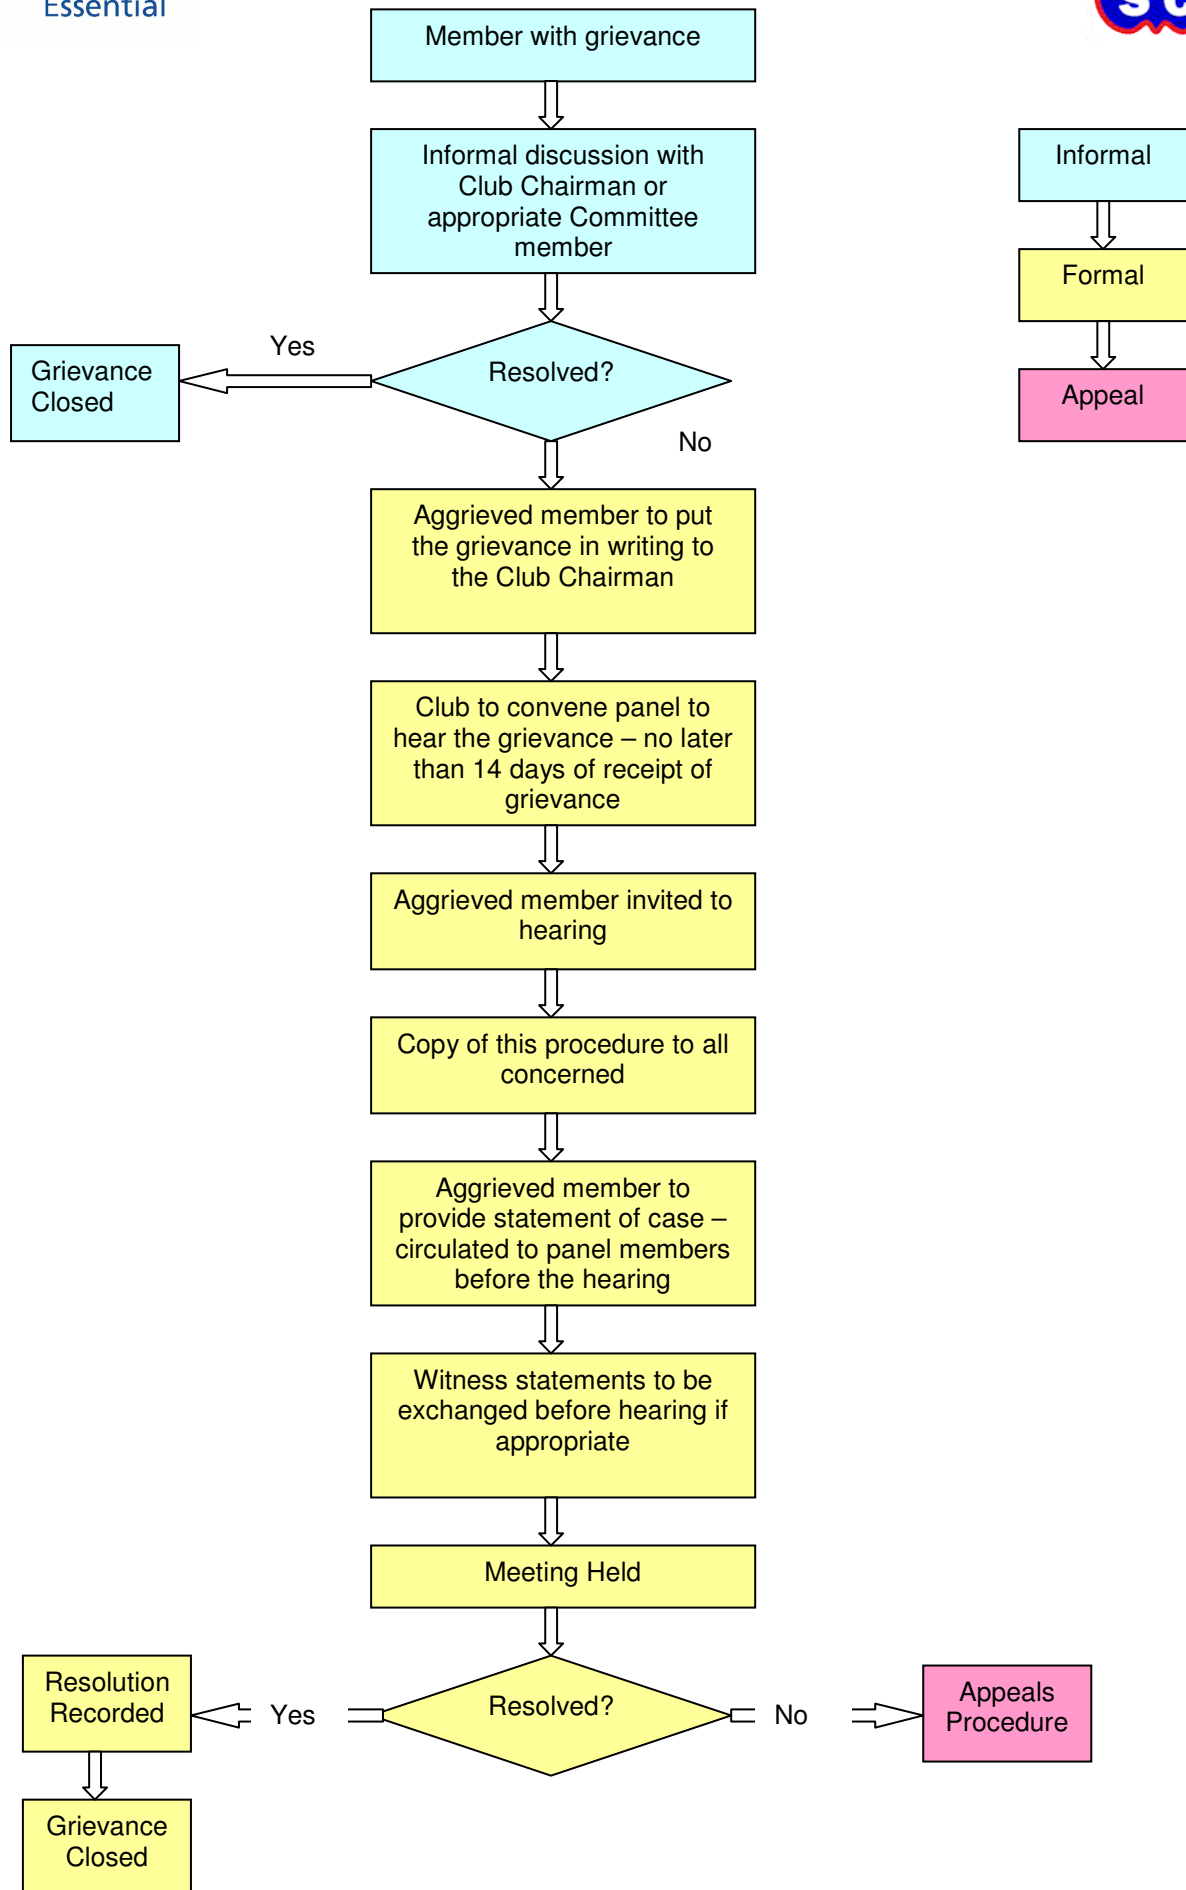 Essential
Member with grievance
Informal discussion with
Club Chairman or
appropriate Committee
member
Informal
Formal
Appeal
Yes
Grievance
Closed
Resolved?
No
Aggrieved member to put
the grievance in writing to
the Club Chairman
Club to convene panel to
hear the grievance – no later
than 14 days of receipt of
grievance
Aggrieved member invited to
hearing
Copy of this procedure to all
concerned
Aggrieved member to
provide statement of case –
circulated to panel members
before the hearing
Witness statements to be
exchanged before hearing if
appropriate
Meeting Held
Resolution
Recorded
Yes
Resolved?
No
Appeals
Procedure
Grievance
Closed